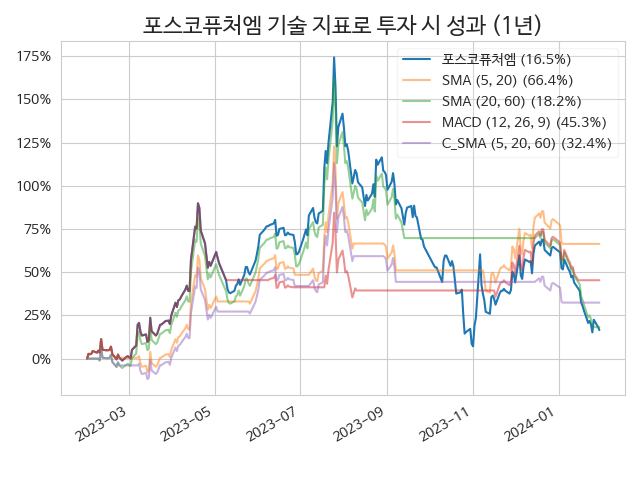 포스코퓨처엠 기술 지표로 투자 시 성과 (1년)
175%
150%
125%
100%
75%
50%
25%
0%
포스코퓨처엠 (16.5%)
SMA (5, 20) (66.4%)
SMA (20, 60) (18.2%)
MACD (12, 26, 9) (45.3%)
C_SMA (5, 20, 60) (32.4%)
2023-03
2023-05
2023-07
2023-09
2023-11
2024-01